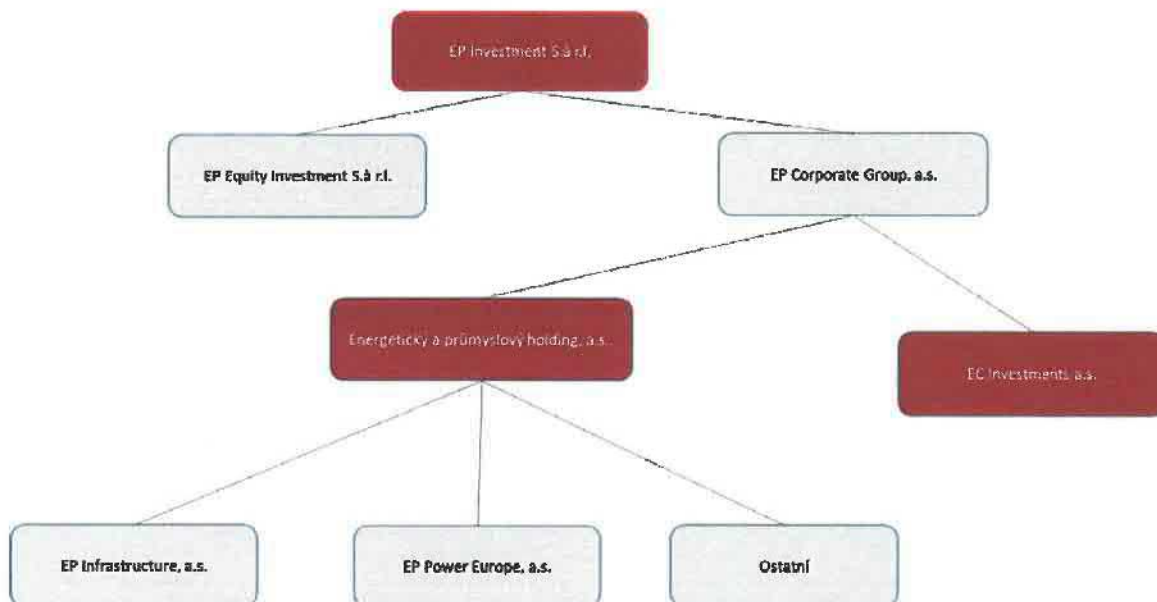 EP Investment S.à r.l.
EP Equity Investment S.à r.l.
EP Corporate Group, a.s.
Energetický a průmyslový holding, a.s.
EC Investments a.s.
EP Infrastructure, a.s.
EP Power Europe, a.s.
Ostatní